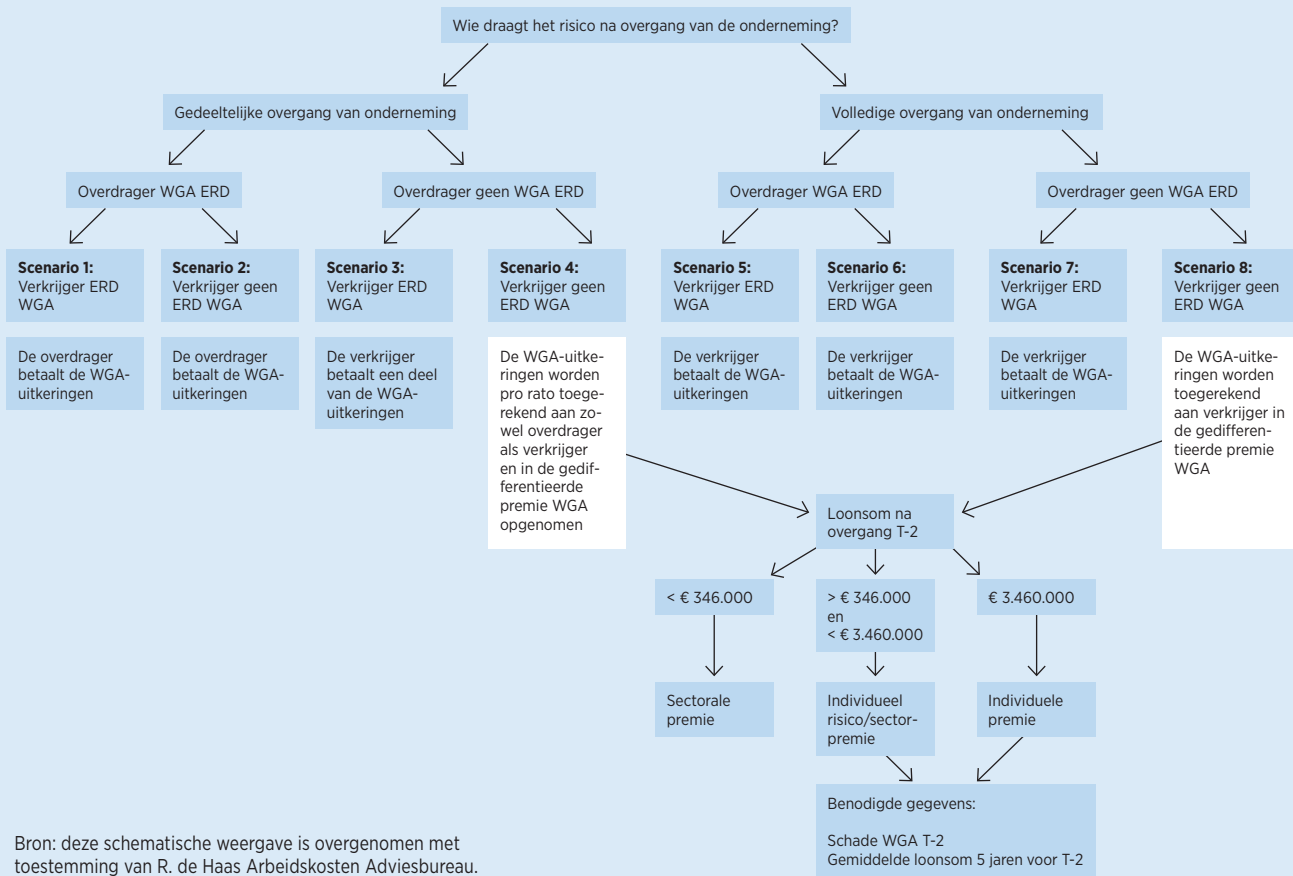 Wie draagt het risico na overgang van de onderneming?
Gedeeltelijke overgang van onderneming
Volledige overgang van onderneming
Overdrager WGA ERD
Overdrager geen WGA ERD
Overdrager WGA ERD
Overdrager geen WGA ERD
Scenario 1:
Verkrijger ERD
WGA
Scenario 2:
Verkrijger geen
ERD WGA
Scenario 3:
Verkrijger ERD
WGA
Scenario 4:
Verkrijger geen
ERD WGA
Scenario 5:
Verkrijger ERD
WGA
Scenario 6:
Verkrijger geen
ERD WGA
Scenario 7:
Verkrijger ERD
WGA
Scenario 8:
Verkrijger geen
ERD WGA
De overdrager
betaalt de WGA-
uitkeringen
De overdrager
betaalt de WGA-
uitkeringen
De verkrijger
betaalt een deel
van de WGA-
uitkeringen
De WGA-uitke-
ringen worden
pro rato toege-
rekend aan zo-
wel overdrager
als verkrijger
en in de gedif-
ferentieerde
premie WGA
opgenomen
De verkrijger
betaalt de WGA-
uitkeringen
De verkrijger
betaalt de WGA-
uitkeringen
De verkrijger
betaalt de WGA-
uitkeringen
De WGA-uitke-
ringen worden
toegerekend
aan verkrijger in
de gedifferen-
tieerde premie
WGA
Loonsom na
overgang T-2
< € 346.000
> € 346.000
en
< € 3.460.000
€ 3.460.000
Sectorale
premie
Individueel
risico/sector-
premie
Individuele
premie
Benodigde gegevens:
Schade WGA T-2
Gemiddelde loonsom 5 jaren voor T-2
Bron: deze schematische weergave is overgenomen met
toestemming van R. de Haas Arbeidskosten Adviesbureau.